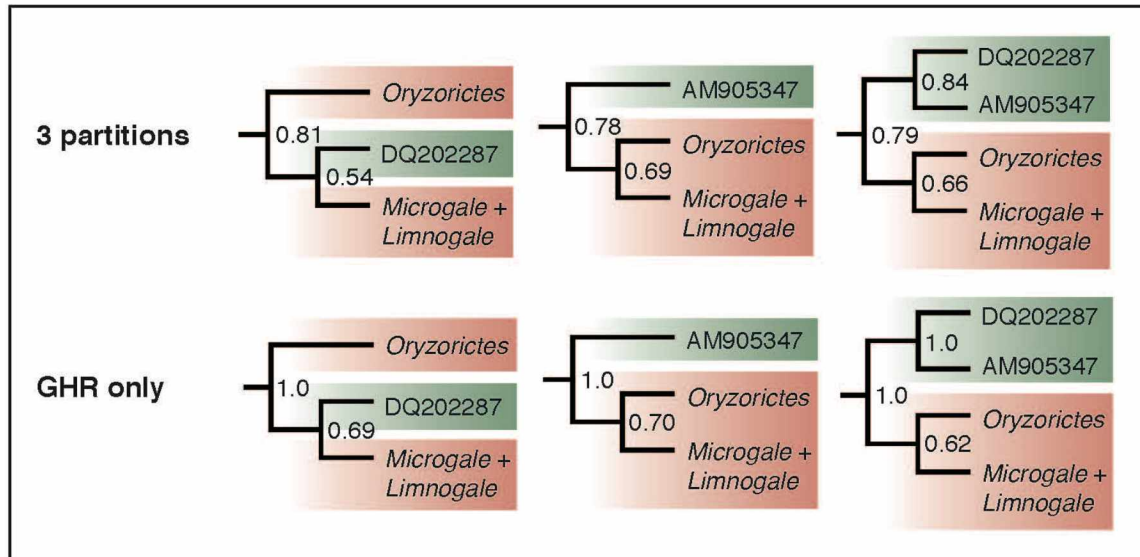 3 partitions
Oryzorictes
0.81
DQ202287
0.54
Microgale +
Limnogale
AM905347
0.78
Oryzorictes
0.69
Microgale +
Limnogale
DQ202287
0.84
AM905347
0.79
Oryzorictes
0.66
Microgale +
Limnogale
GHR only
Oryzorictes
1.0
DQ202287
0.69
Microgale +
Limnogale
AM905347
1.0
Oryzorictes
0.70
Microgale +
Limnogale
DQ202287
1.0
AM905347
1.0
Oryzorictes
0.62
Microgale +
Limnogale